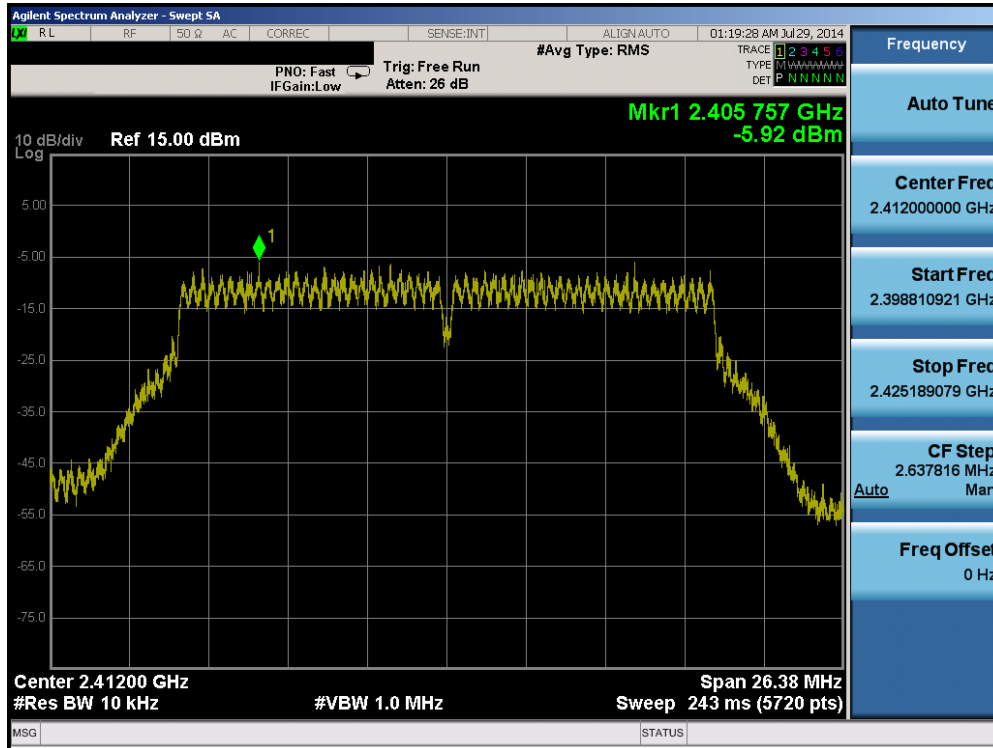 Agilent Spectrum Analyzer - Swept SA
LXI RL RF 50 Ω AC CORREC SENSE:INT ALIGN AUTO 01:19:28 AM Jul 29, 2014
#Avg Type: RMS TRACE 1 2 3 4 5 6
PNO: Fast Trig: Free Run TYPE M
IFGain:Low Atten: 26 dB DET P N N N N N
Mkr1 2.405 757 GHz
-5.92 dBm
10 dB/div Ref 15.00 dBm
Log
1
5.00
-5.00
-15.0
-25.0
-35.0
-45.0
-55.0
-65.0
-75.0
Center 2.41200 GHz Span 26.38 MHz
#Res BW 10 kHz #VBW 1.0 MHz Sweep 243 ms (5720 pts)
MSG STATUS
Frequency
Auto Tune
Center Freq
2.412000000 GHz
Start Freq
2.398810921 GHz
Stop Freq
2.425189079 GHz
CF Step
2.637816 MHz
Auto Man
Freq Offset
0 Hz